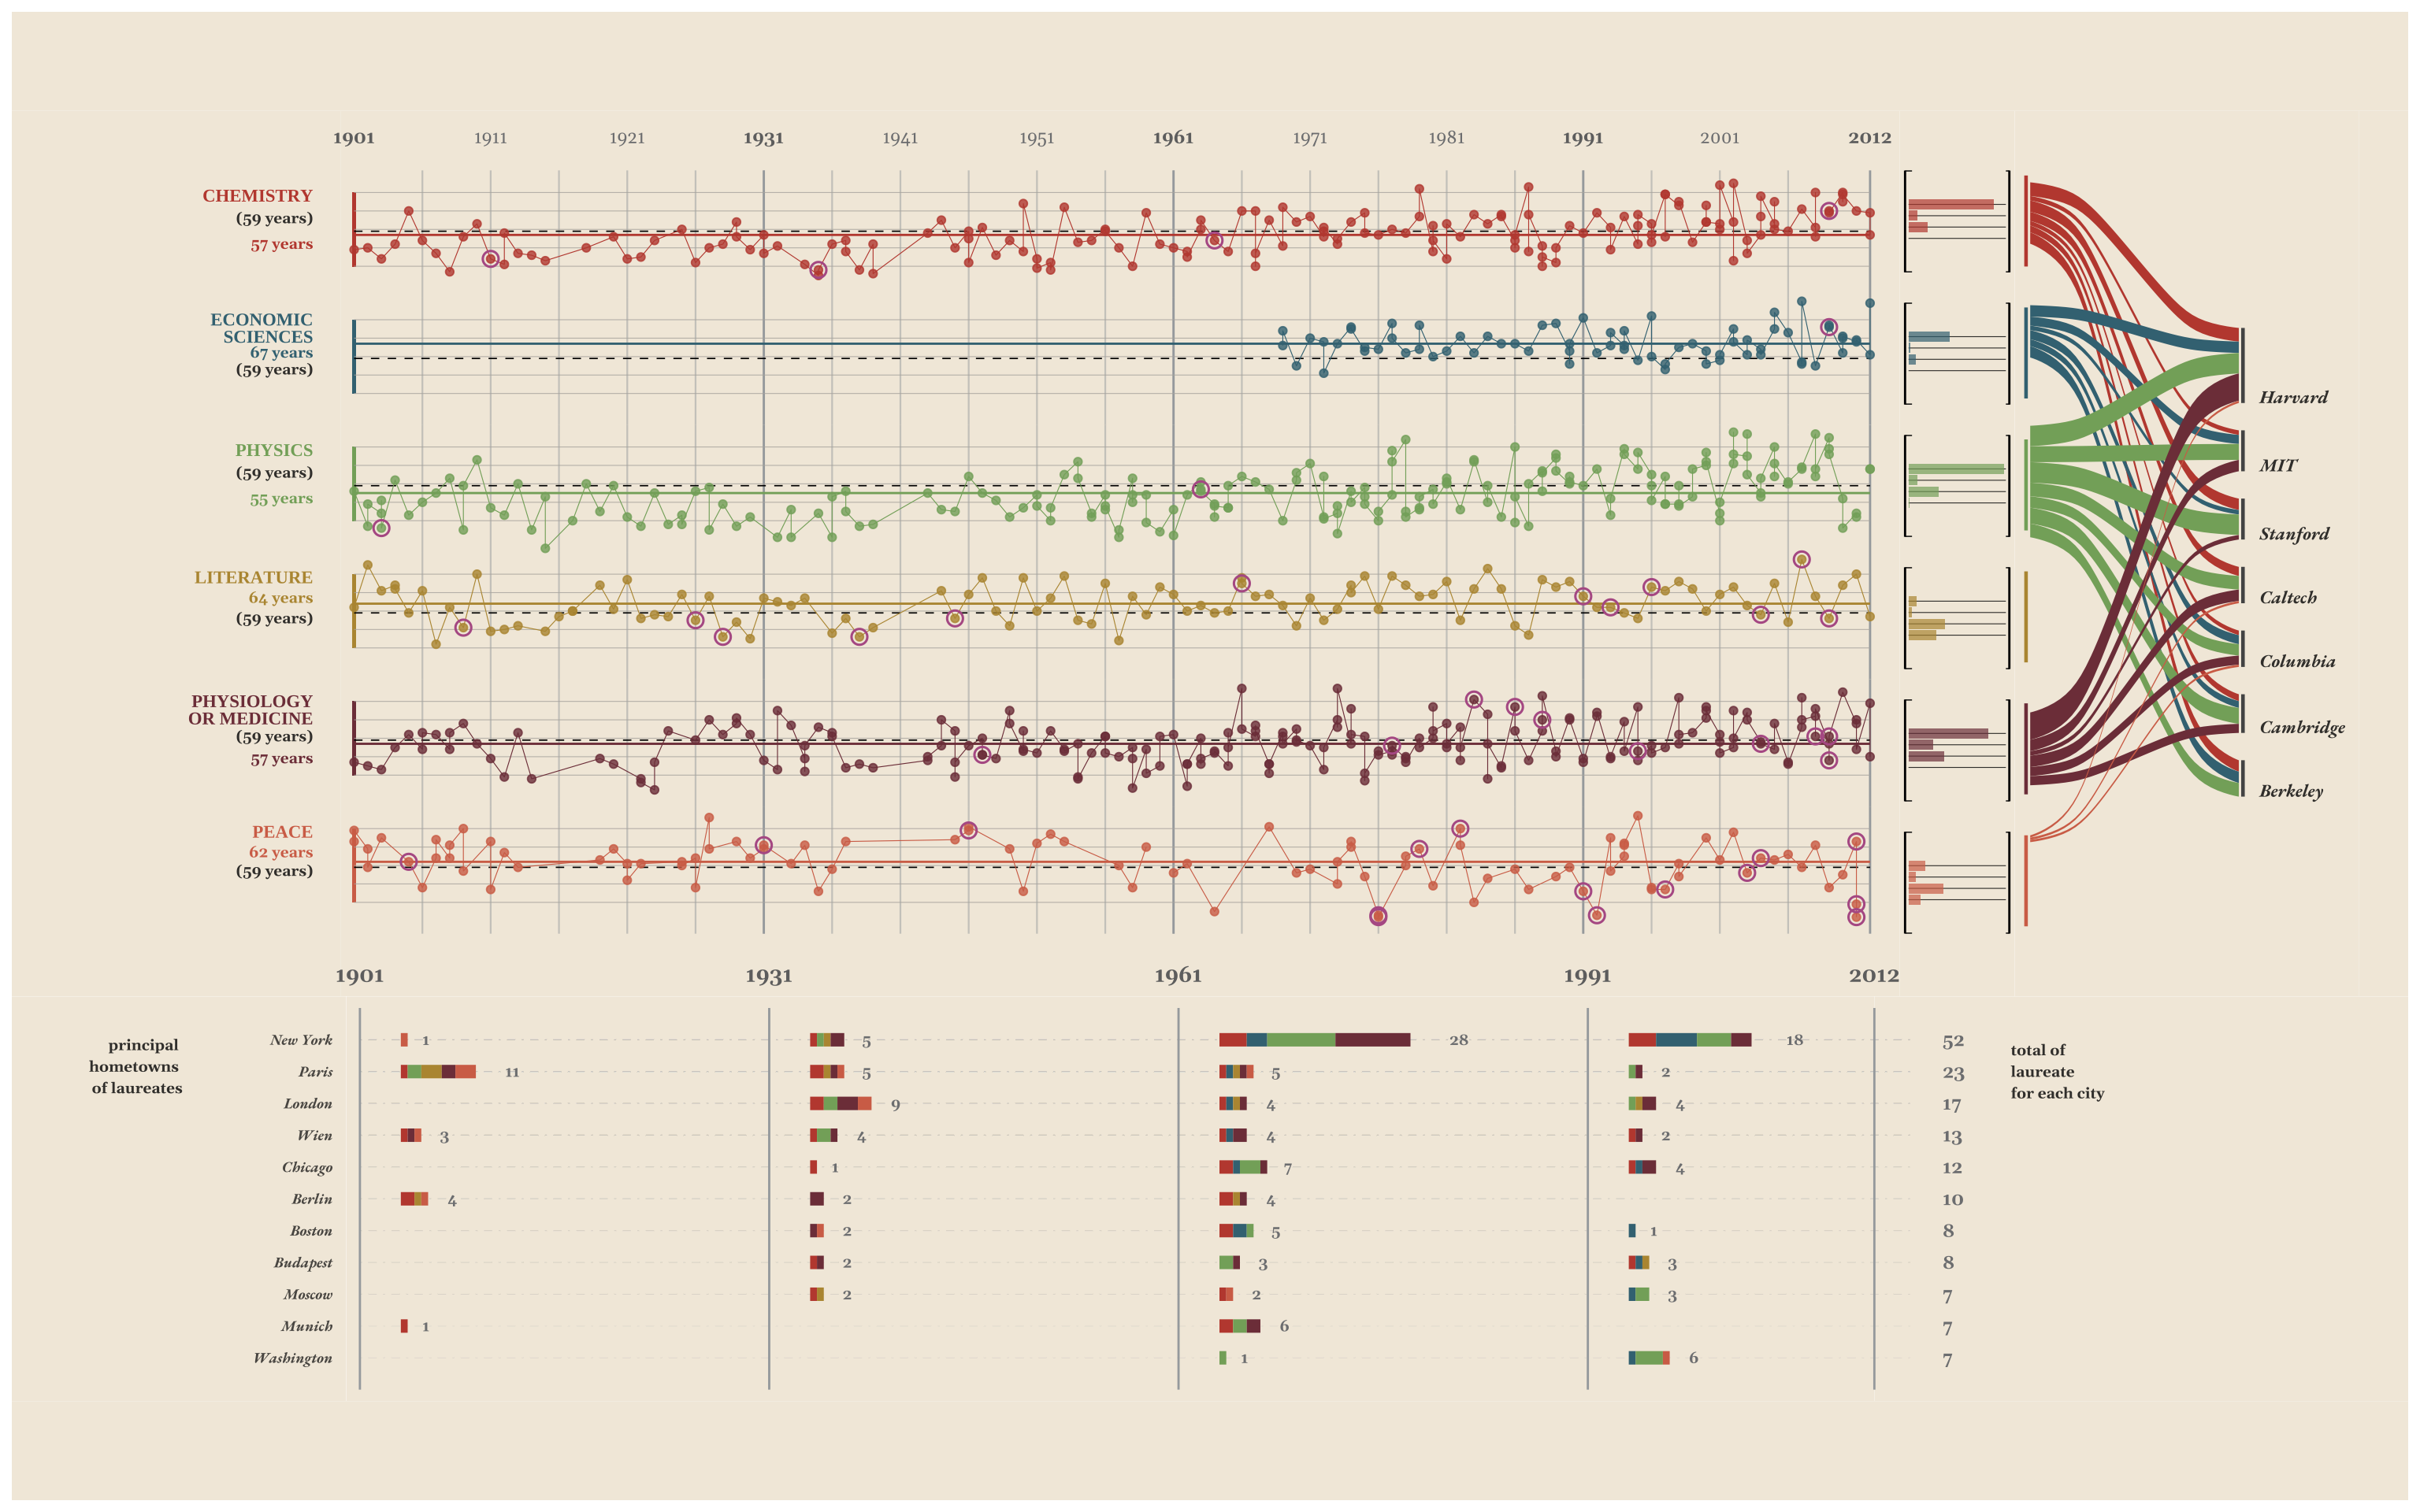 1901 1911 1921 1931 1941 1951 1961 1971 1981 1991 2001 2012
CHEMISTRY
(59 years)
57 years
ECONOMIC
SCIENCES
67 years
(59 years)
PHYSICS
(59 years)
55 years
LITERATURE
64 years
(59 years)
PHYSIOLOGY
OR MEDICINE
(59 years)
57 years
PEACE
62 years
(59 years)
Harvard
MIT
Stanford
Caltech
Columbia
Cambridge
Berkeley
1901 1931 1961 1991 2012
principal
hometowns
of laureates
New York 1 5 28 18 52
Paris 11 5 5 2 23
London 9 4 4 17
Wien 3 4 4 2 13
Chicago 1 7 4 12
Berlin 4 2 4 10
Boston 2 5 1 8
Budapest 2 3 3 8
Moscow 2 2 3 7
Munich 1 6 7
Washington 1 6 7
total of
laureate
for each city